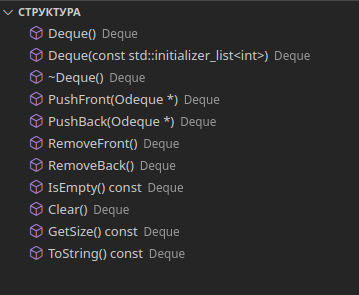 СТРУКТУРА
Deque() Deque
Deque(const std::initializer_list<int>) Deque
~Deque() Deque
PushFront(Odeque *) Deque
PushBack(Odeque *) Deque
RemoveFront() Deque
RemoveBack() Deque
IsEmpty() const Deque
Clear() Deque
GetSize() const Deque
ToString() const Deque